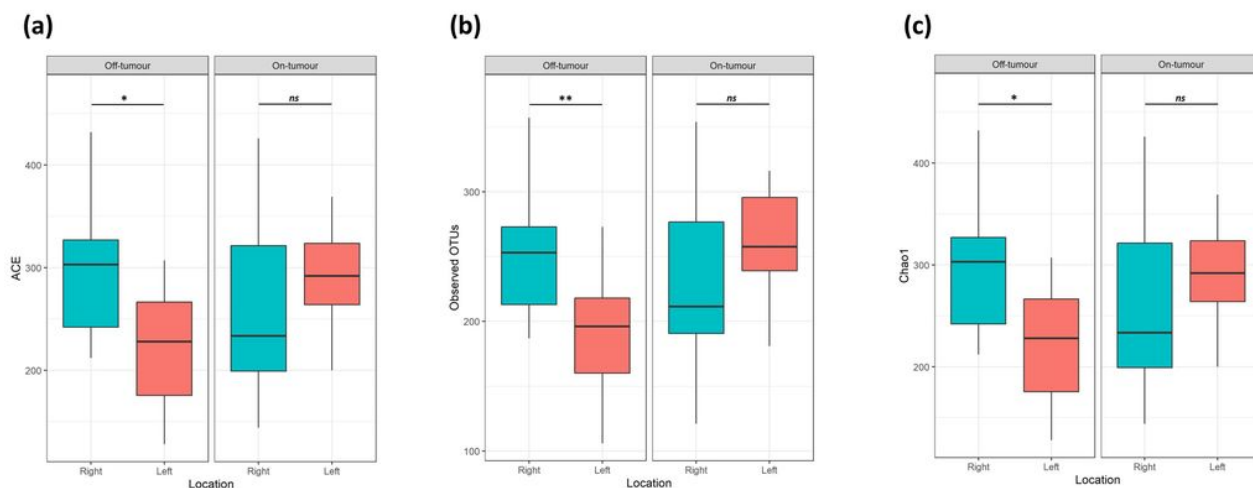 (a)
Off-tumour
On-tumour
*
ns
400
300
200
ACE
Right
Left
Right
Left
Location
(b)
Off-tumour
On-tumour
**
ns
300
200
100
Observed OTUs
Right
Left
Right
Left
Location
(c)
Off-tumour
On-tumour
*
ns
400
300
200
Chao1
Right
Left
Right
Left
Location